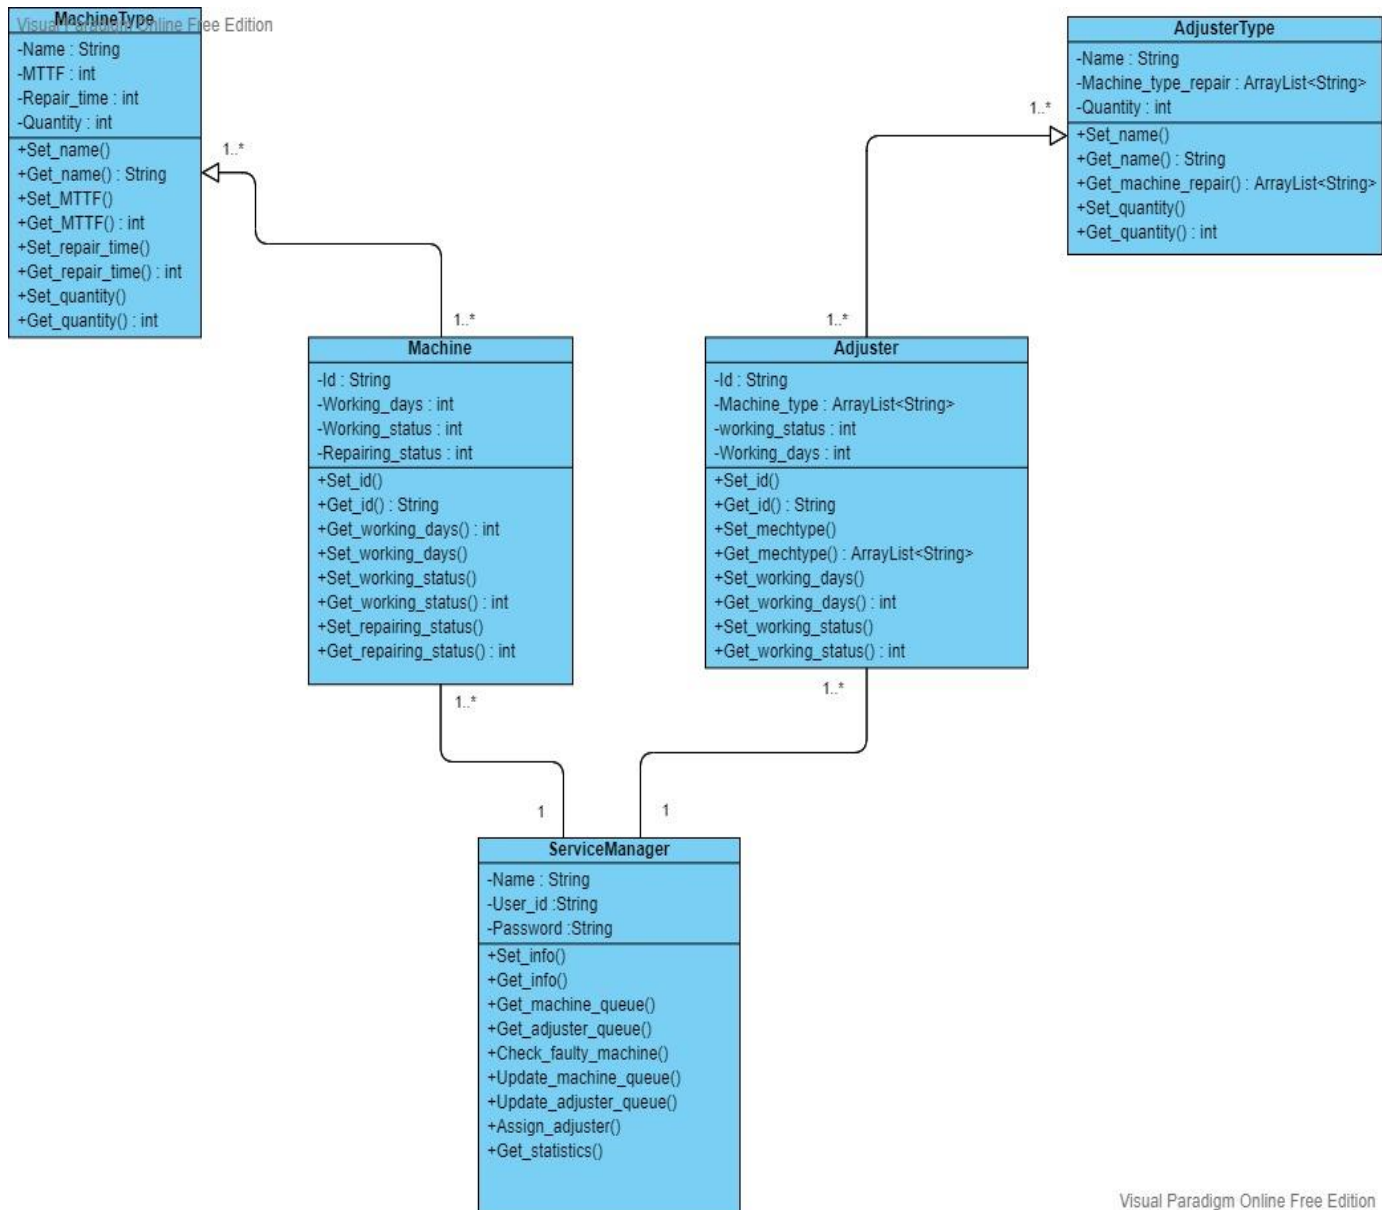 MachineType
Visual Paradigm Online Free Edition
-Name : String
-MTTF : int
-Repair_time : int
-Quantity : int
+Set_name()
+Get_name() : String
+Set_MTTF()
+Get_MTTF() : int
+Set_repair_time()
+Get_repair_time() : int
+Set_quantity()
+Get_quantity() : int
1..*
1..*
AdjusterType
-Name : String
-Machine_type_repair : ArrayList<String>
-Quantity : int
+Set_name()
+Get_name() : String
+Get_machine_repair() : ArrayList<String>
+Set_quantity()
+Get_quantity() : int
1..*
1..*
Machine
-Id : String
-Working_days : int
-Working_status : int
-Repairing_status : int
+Set_id()
+Get_id() : String
+Get_working_days() : int
+Set_working_days()
+Set_working_status()
+Get_working_status() : int
+Set_repairing_status()
+Get_repairing_status() : int
1..*
1
Adjuster
-Id : String
-Machine_type : ArrayList<String>
-working_status : int
-Working_days : int
+Set_id()
+Get_id() : String
+Set_mechtype()
+Get_mechtype() : ArrayList<String>
+Set_working_days()
+Get_working_days() : int
+Set_working_status()
+Get_working_status() : int
1..*
1
ServiceManager
-Name : String
-User_id :String
-Password :String
+Set_info()
+Get_info()
+Get_machine_queue()
+Get_adjuster_queue()
+Check_faulty_machine()
+Update_machine_queue()
+Update_adjuster_queue()
+Assign_adjuster()
+Get_statistics()
Visual Paradigm Online Free Edition